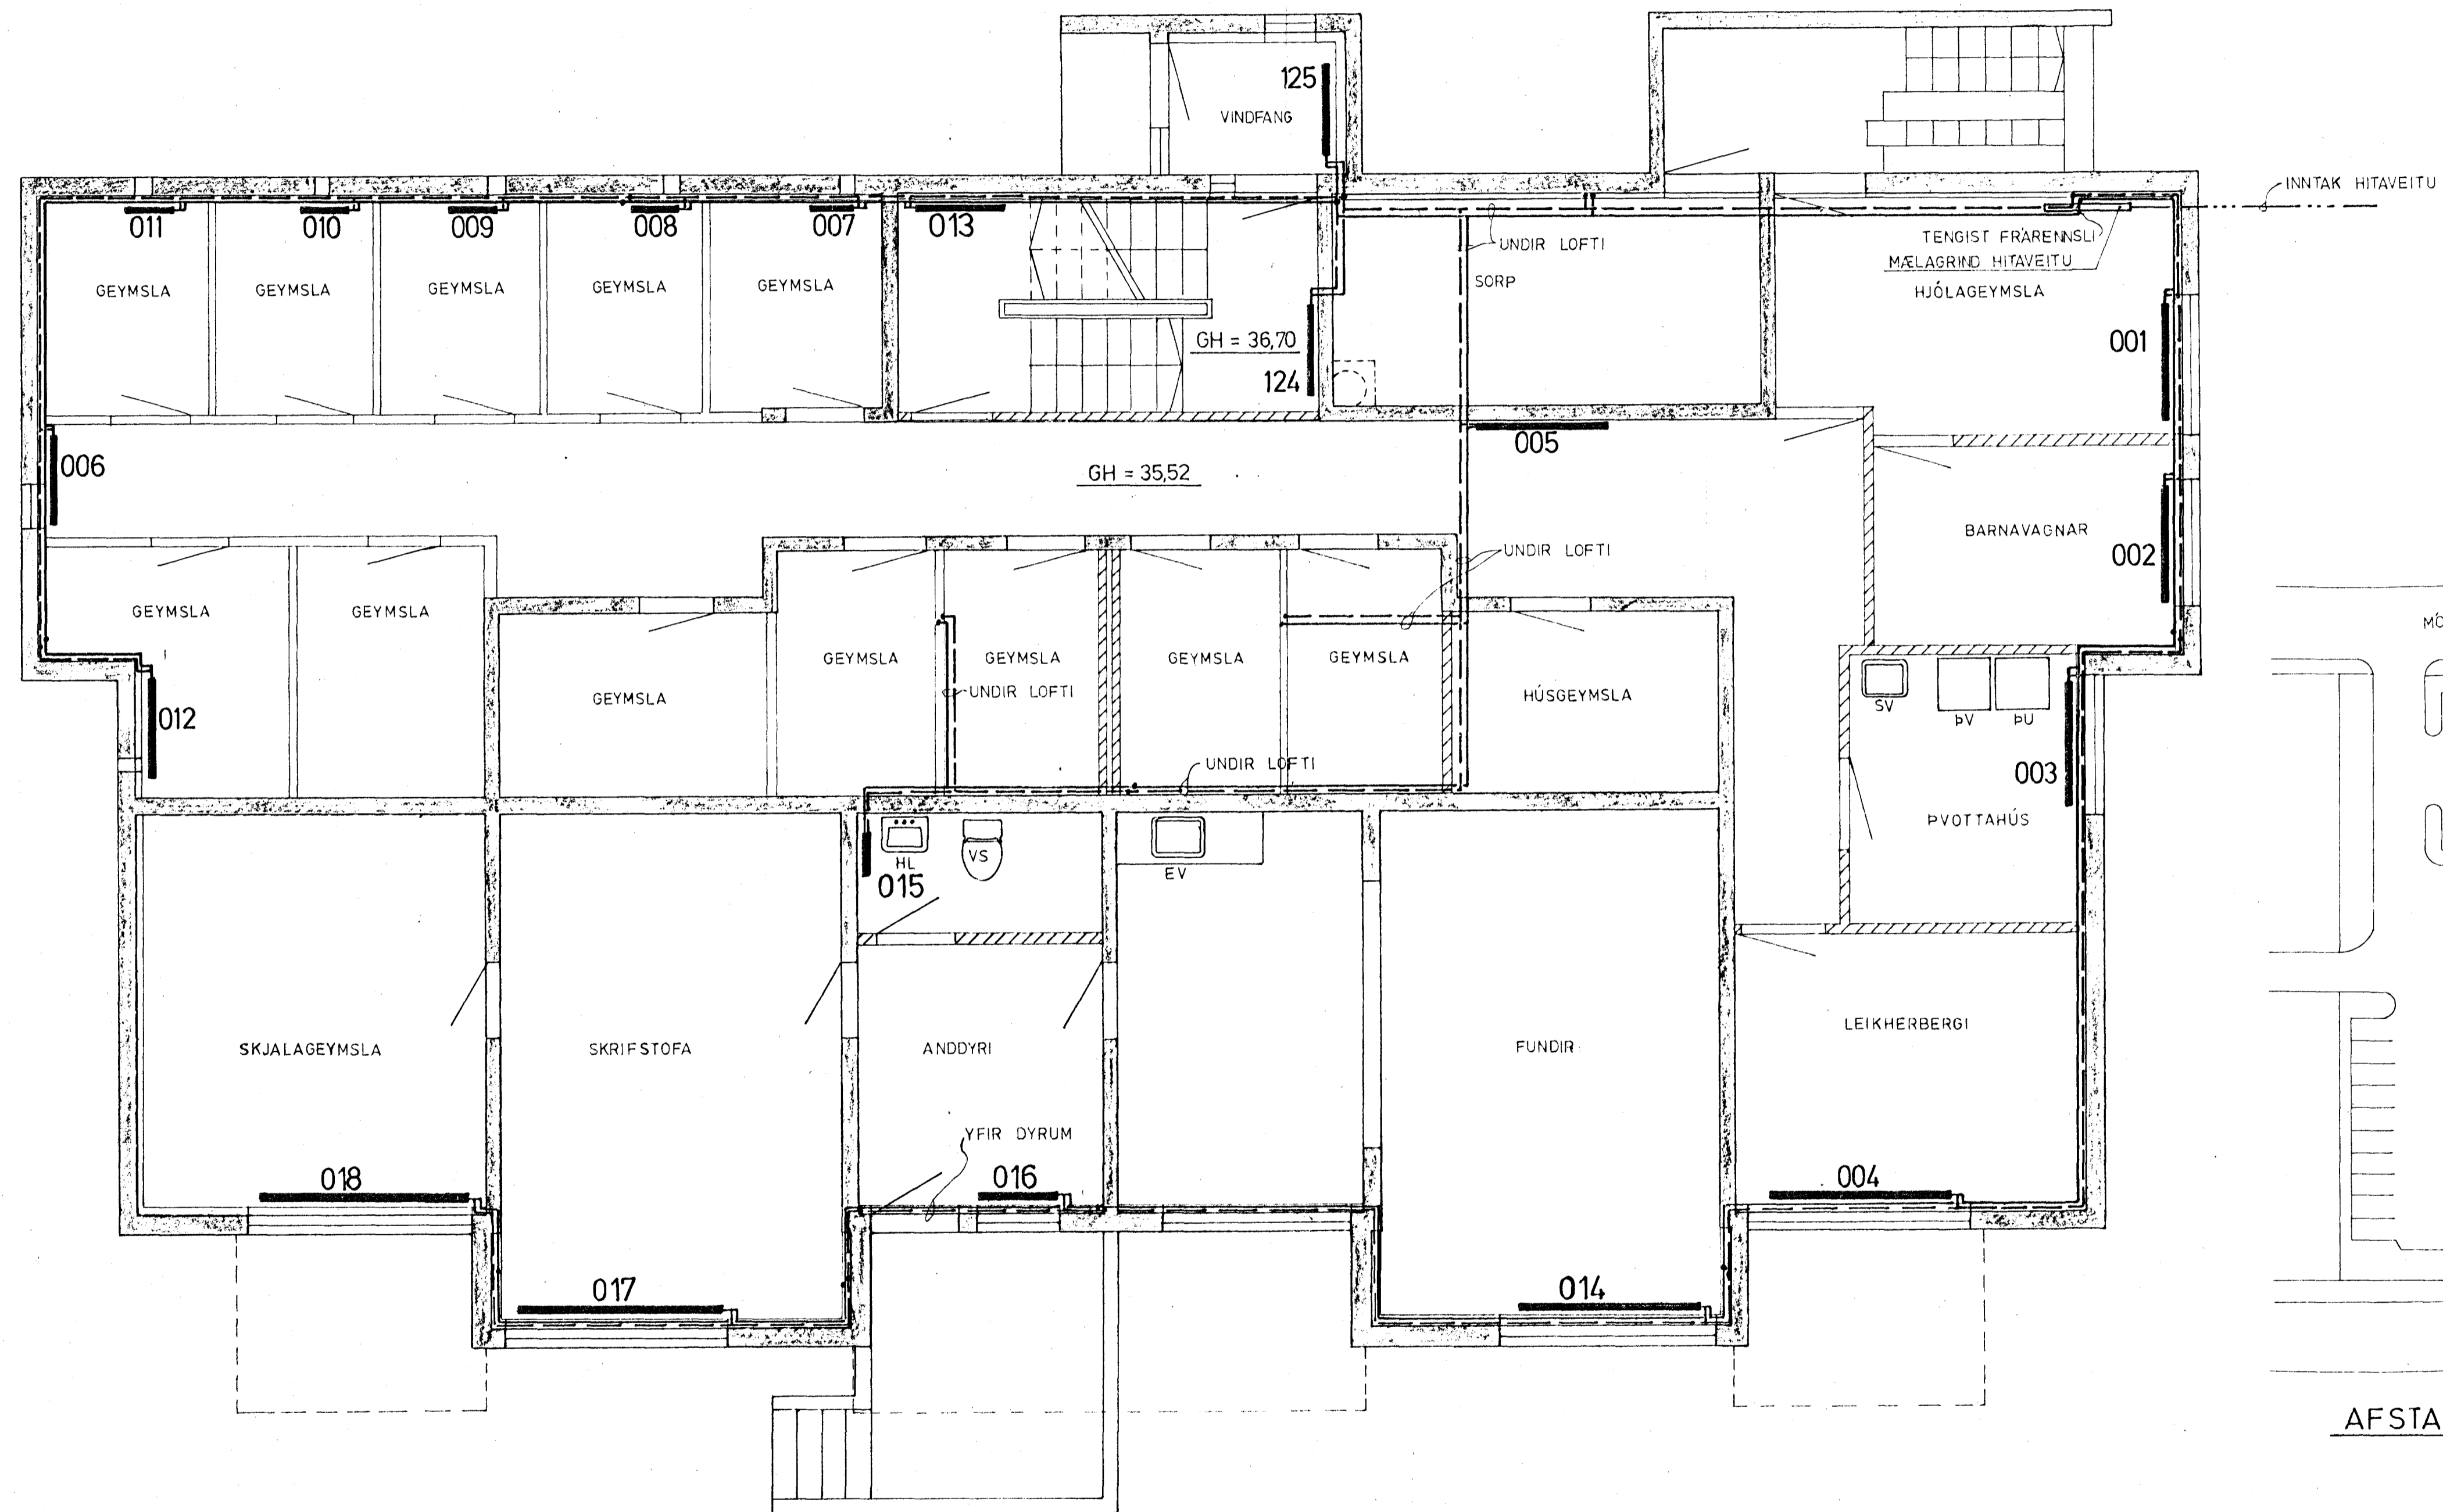 125
VINDFANG
INNTAK HITAVEITU
011
010
009
008
007
013
UNDIR LOFTI
TENGIST FRÁRENNSLI
MÆLAGRIND HITAVEITU
HJÓLAGEYMSLA
SORP
GEYMSLA
GEYMSLA
GEYMSLA
GEYMSLA
GEYMSLA
GH = 36,70
124
001
005
006
GH = 35,52
BARNAVAGNAR
002
UNDIR LOFTI
GEYMSLA
GEYMSLA
GEYMSLA
GEYMSLA
GEYMSLA
GEYMSLA
GEYMSLA
HÚSGEYMSLA
UNDIR LOFTI
012
SV
ÞV
ÞU
003
UNDIR LOFTI
ÞVOTTAHÚS
HL
VS
EV
015
SKJALAGEYMSLA
SKRIFSTOFA
ANDDYRI
FUNDIR
LEIKHERBERGI
YFIR DYRUM
018
016
004
017
014
AFSTA